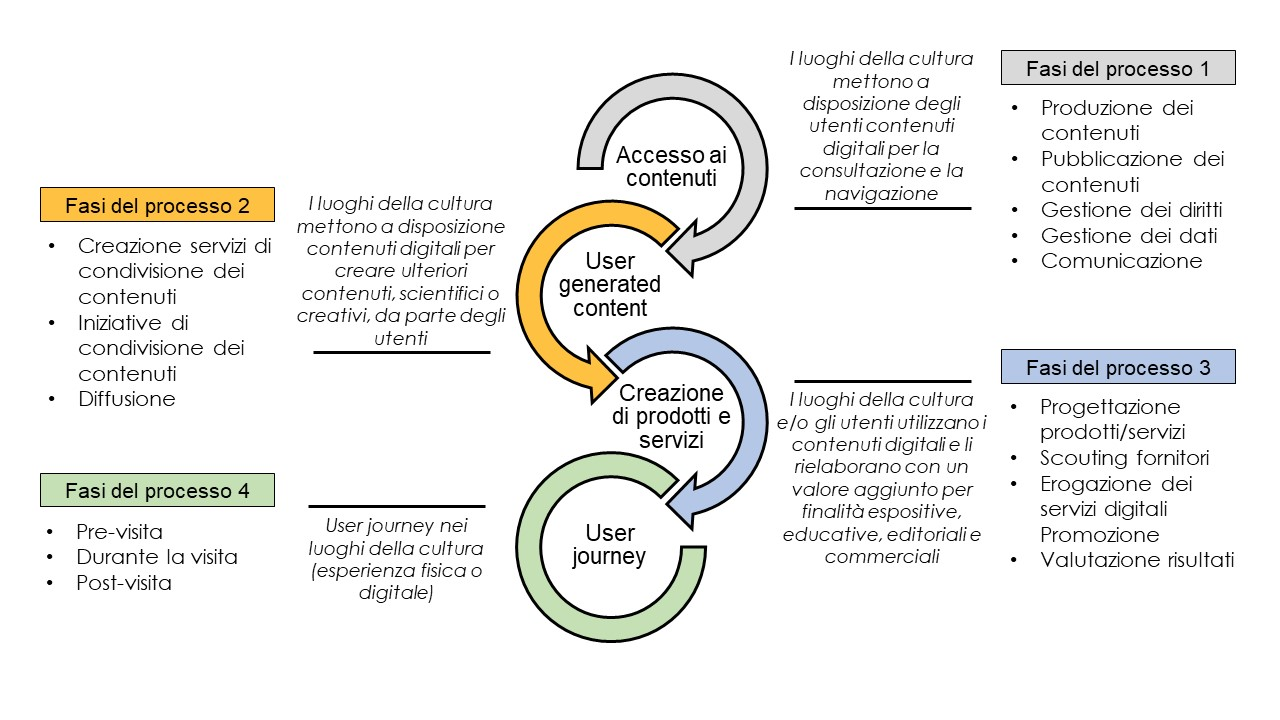 Accesso ai
contenuti
I luoghi della cultura
mettono a
disposizione degli
utenti contenuti
digitali per la
consultazione e la
navigazione
Fasi del processo 1
• Produzione dei
contenuti
• Pubblicazione dei
contenuti
• Gestione dei diritti
• Gestione dei dati
• Comunicazione
Fasi del processo 2
• Creazione servizi di
condivisione dei
contenuti
• Iniziative di
condivisione dei
contenuti
• Diffusione
I luoghi della cultura
mettono a disposizione
contenuti digitali per
creare ulteriori
contenuti, scientifici o
creativi, da parte degli
utenti
User
generated
content
Creazione
di prodotti e
servizi
I luoghi della cultura
e/o gli utenti utilizzano i
contenuti digitali e li
rielaborano con un
valore aggiunto per
finalità espositive,
educative, editoriali e
commerciali
Fasi del processo 3
• Progettazione
prodotti/servizi
• Scouting fornitori
• Erogazione dei
servizi digitali
Promozione
• Valutazione risultati
Fasi del processo 4
• Pre-visita
• Durante la visita
• Post-visita
User journey nei
luoghi della cultura
(esperienza fisica o
digitale)
User
journey